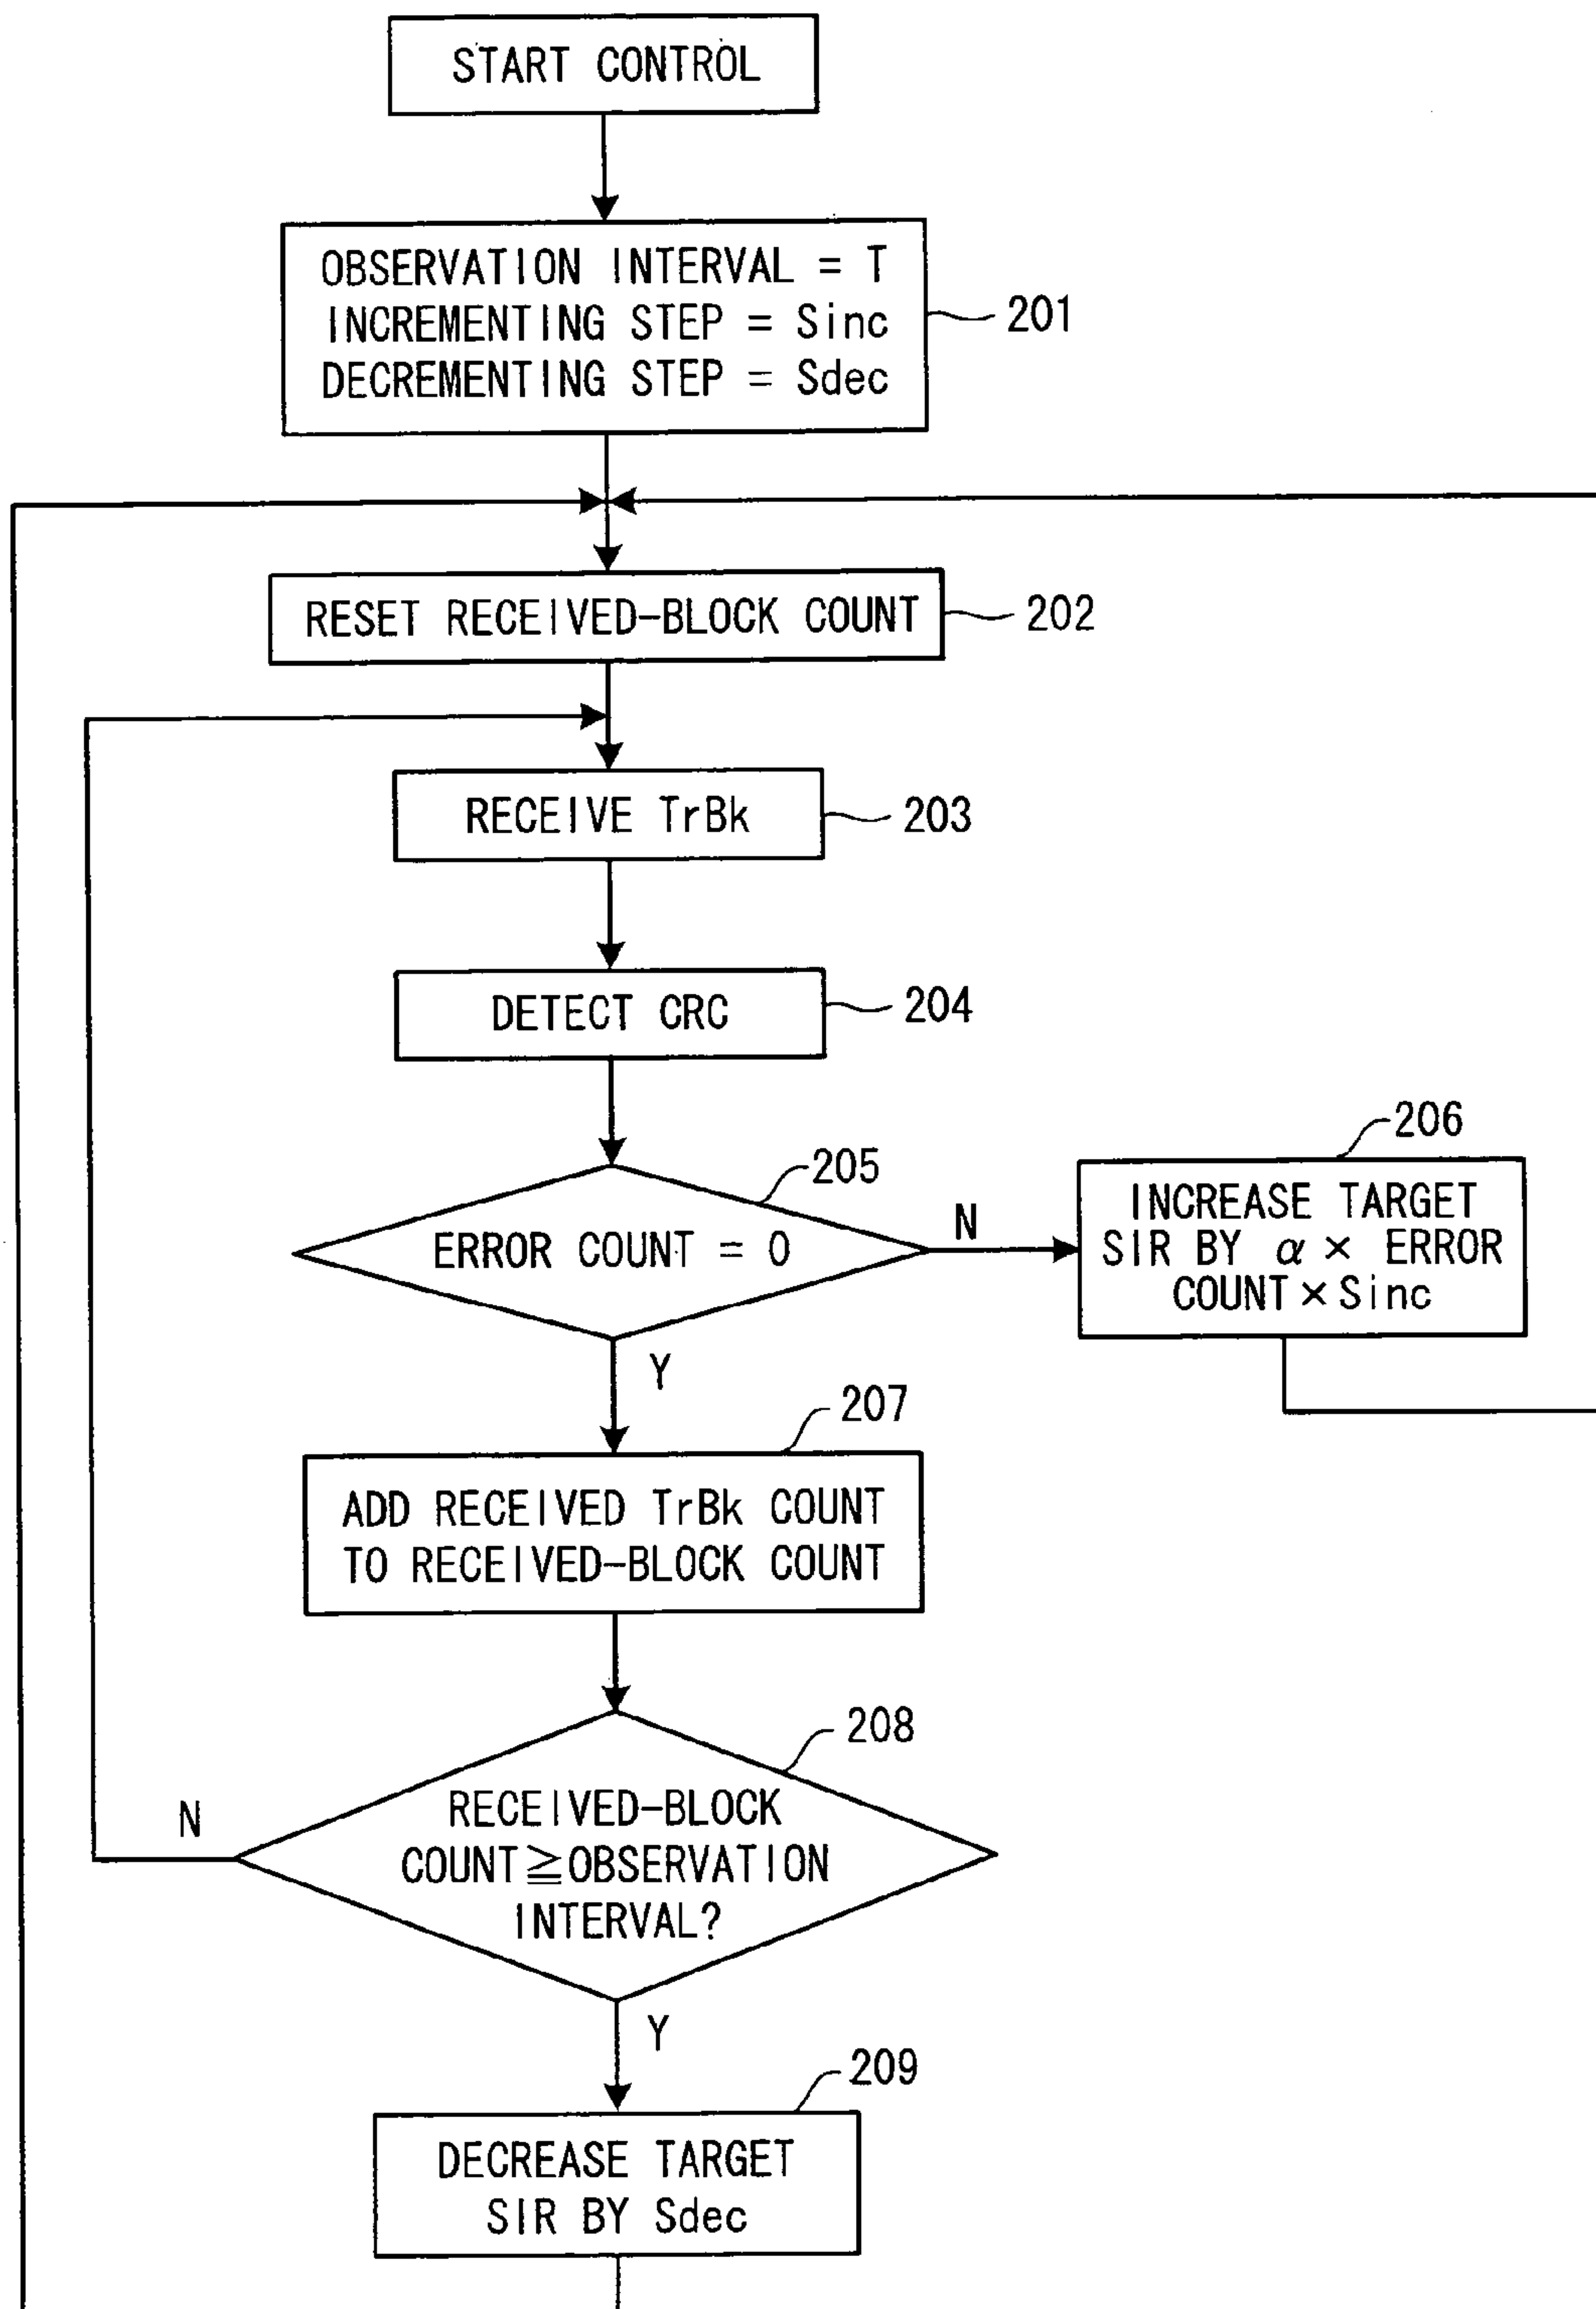 START CONTROL
OBSERVATION INTERVAL = T
INCREMENTING STEP = Sinc
DECREMENTING STEP = Sdec
201
RESET RECEIVED-BLOCK COUNT
202
RECEIVE TrBk
203
DETECT CRC
204
205
ERROR COUNT = 0
N
206
INCREASE TARGET
SIR BY α × ERROR
COUNT×Sinc
Y
207
ADD RECEIVED TrBk COUNT
TO RECEIVED-BLOCK COUNT
208
RECEIVED-BLOCK
COUNT≧OBSERVATION
INTERVAL?
N
Y
209
DECREASE TARGET
SIR BY Sdec